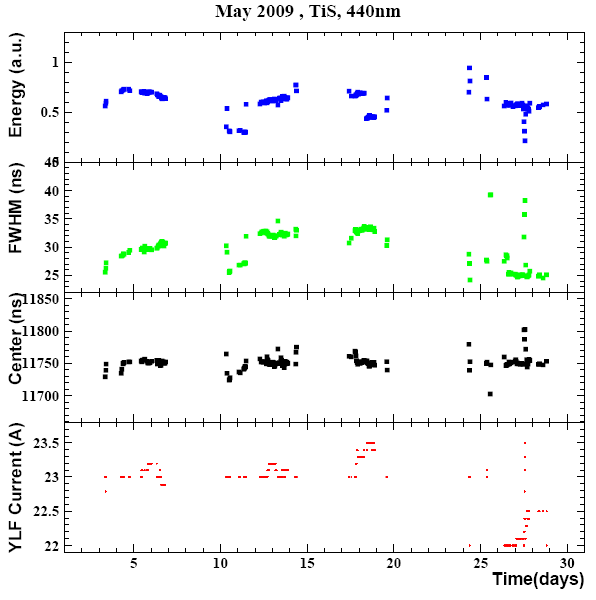 May 2009 , TiS, 440nm
Energy (a.u.)
1
0.5
FWHM (ns)
45
40
35
30
25
Center (ns)
11850
11800
11750
11700
YLF Current (A)
23.5
23
22.5
22
5 10 15 20 25 30
Time(days)